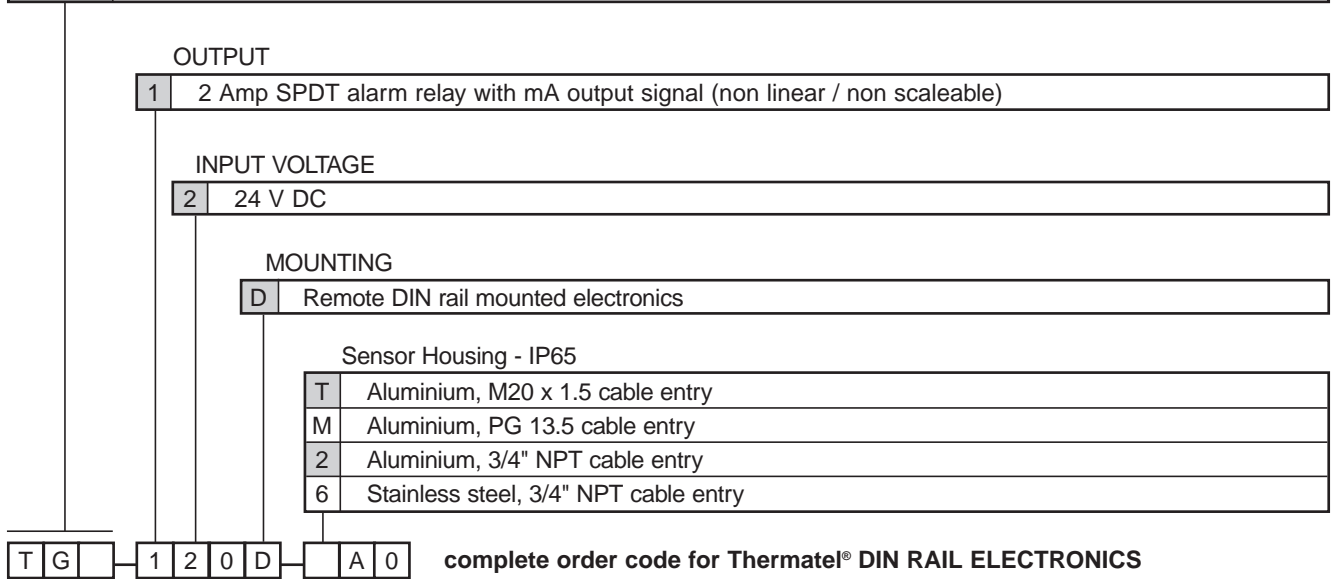 OUTPUT
1 2 Amp SPDT alarm relay with mA output signal (non linear / non scaleable)
INPUT VOLTAGE
2 24 V DC
MOUNTING
D Remote DIN rail mounted electronics
Sensor Housing - IP65
T Aluminium, M20 x 1.5 cable entry
M Aluminium, PG 13.5 cable entry
2 Aluminium, 3/4" NPT cable entry
6 Stainless steel, 3/4" NPT cable entry
T G 1 2 0 D A 0 complete order code for Thermatel® DIN RAIL ELECTRONICS